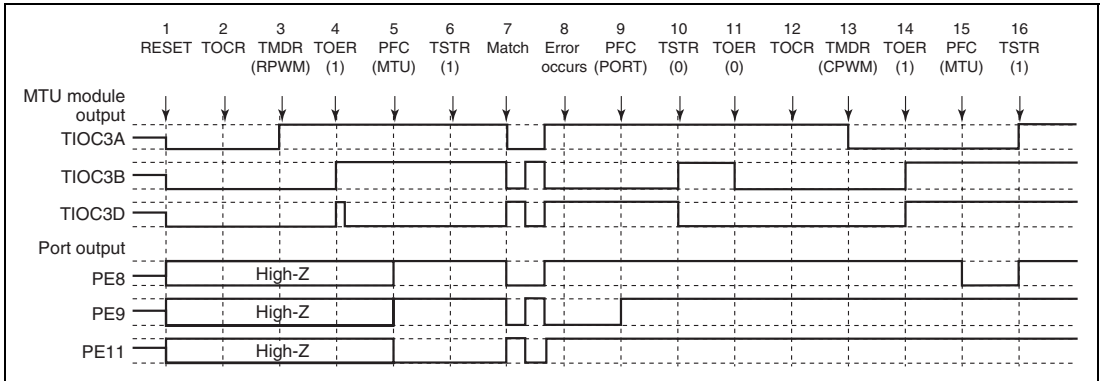 1 2 3 4 5 6 7 8 9 10 11 12 13 14 15 16
RESET TOCR TMDR TOER PFC TSTR Match Error PFC TSTR TOER TOCR TMDR TOER PFC TSTR
(RPWM) (1) (MTU) (1) occurs (PORT) (0) (0) (CPWM) (1) (MTU) (1)
MTU module
output
TIOC3A
TIOC3B
TIOC3D
Port output
PE8 High-Z
PE9 High-Z
PE11 High-Z